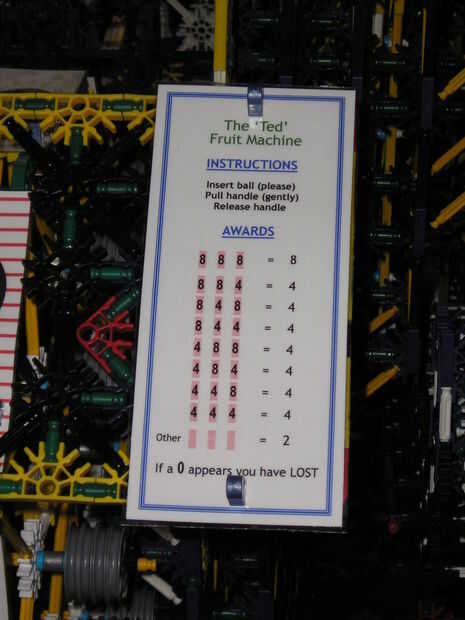 The 'Ted'
Fruit Machine
INSTRUCTIONS
Insert ball (please)
Pull handle (gently)
Release handle
AWARDS
8 8 8 = 8
8 8 4 = 4
8 4 8 = 4
8 4 4 = 4
4 8 8 = 4
4 8 4 = 4
4 4 8 = 4
4 4 4 = 4
Other = 2
If a 0 appears you have LOST